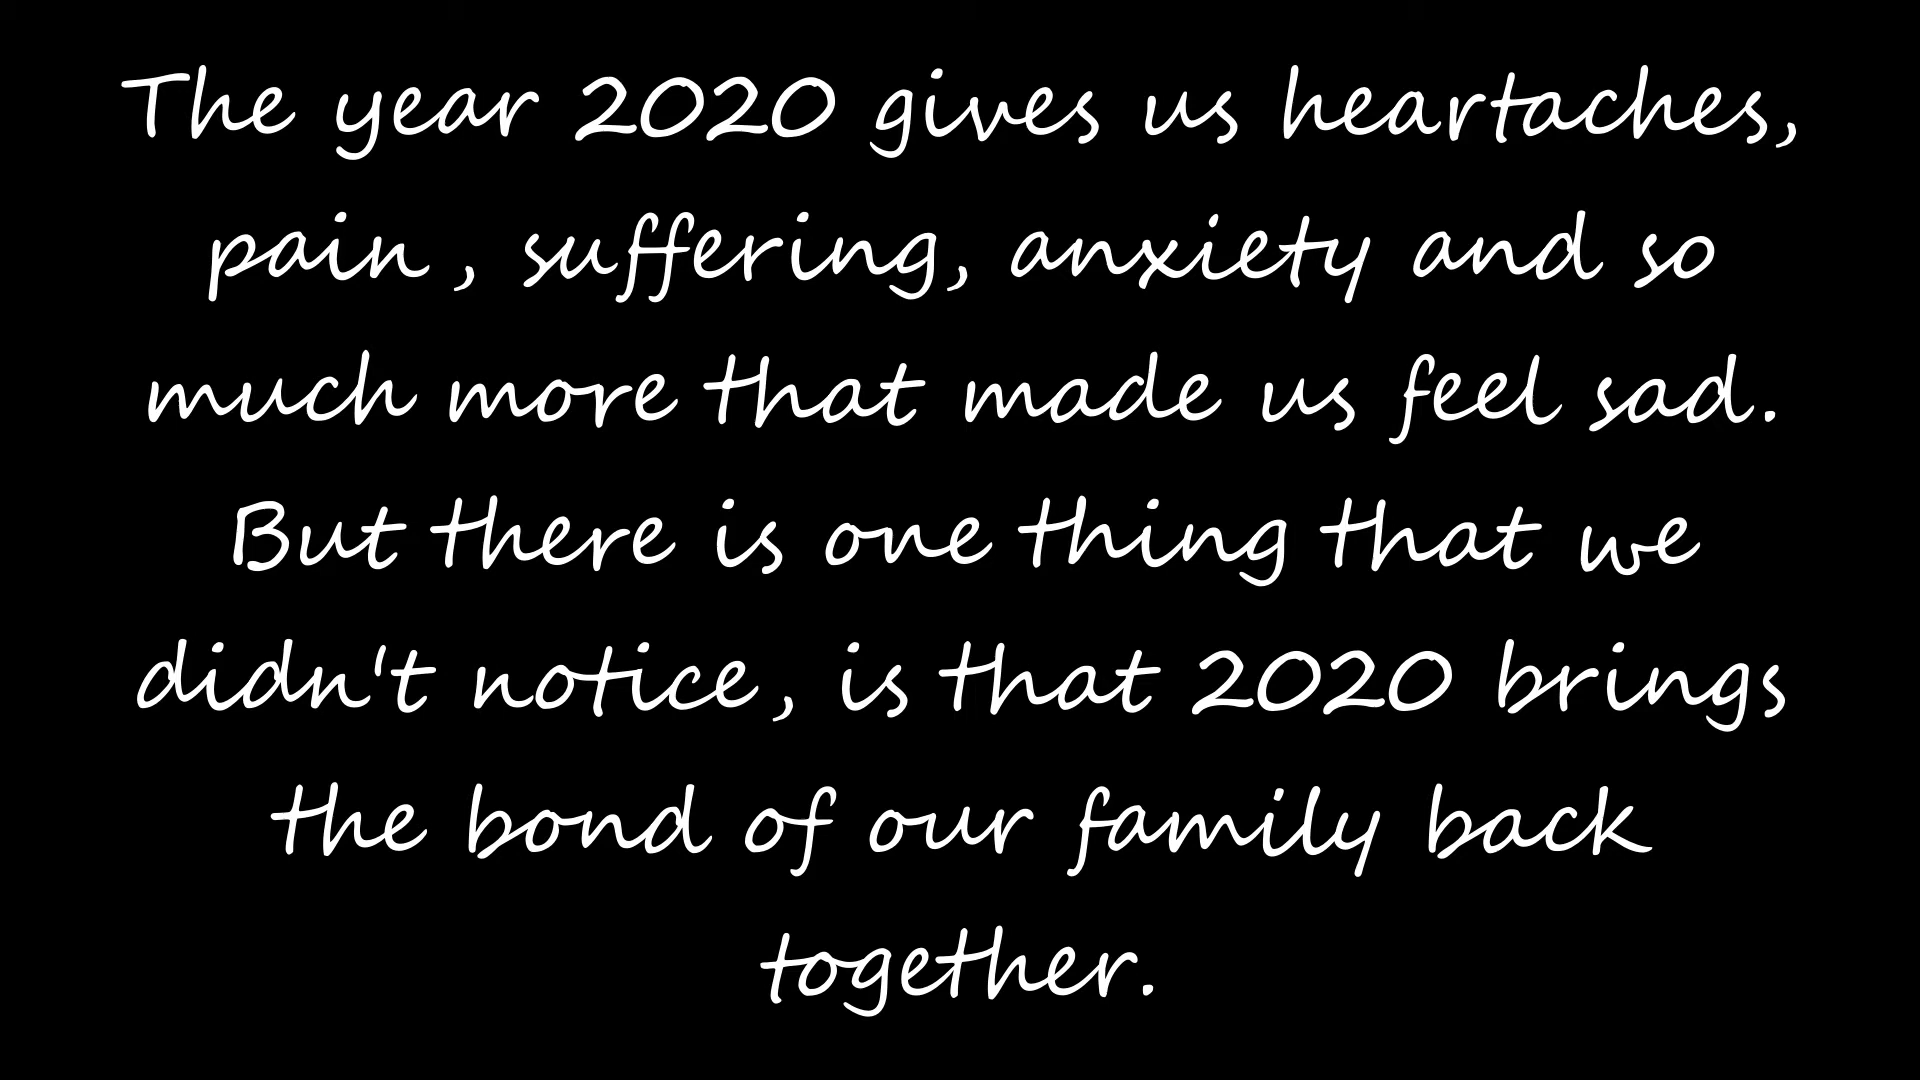 The year 2020 gives us heartaches,
pain , suffering, anxiety and so
much more that made us feel sad.
But there is one thing that we
didn't notice, is that 2020 brings
the bond of our family back
together.